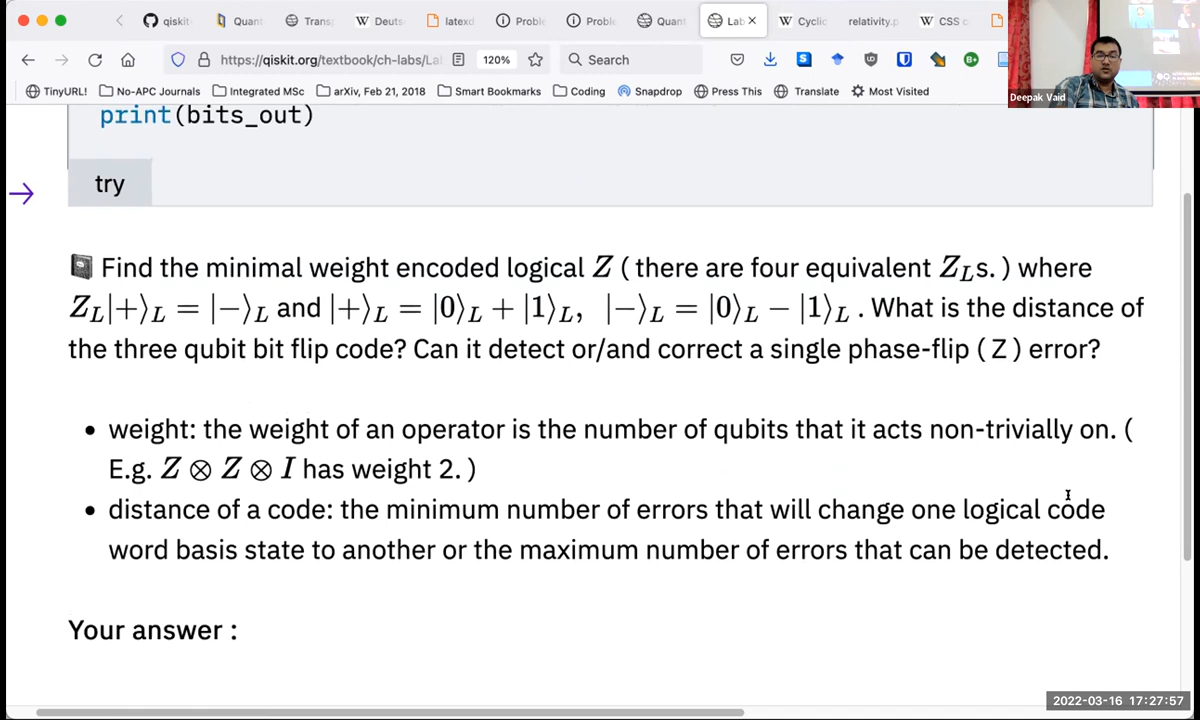 qiskit- Quant Trans Deuts latexd Proble Proble Quant Lab Cyclic relativity.p CSS c
https://qiskit.org/textbook/ch-labs/La 120% Search
TinyURL! No-APC Journals Integrated MSc arXiv, Feb 21, 2018 Smart Bookmarks Coding Snapdrop Press This Translate Most Visited
Deepak Vaid
print(bits_out)
try
Find the minimal weight encoded logical Z ( there are four equivalent Z_L s. ) where
Z_L|+⟩_L = |−⟩_L and |+⟩_L = |0⟩_L + |1⟩_L, |−⟩_L = |0⟩_L − |1⟩_L . What is the distance of
the three qubit bit flip code? Can it detect or/and correct a single phase-flip ( Z ) error?
• weight: the weight of an operator is the number of qubits that it acts non-trivially on. (
E.g. Z ⊗ Z ⊗ I has weight 2. )
• distance of a code: the minimum number of errors that will change one logical code
word basis state to another or the maximum number of errors that can be detected.
Your answer :
2022-03-16 17:27:57